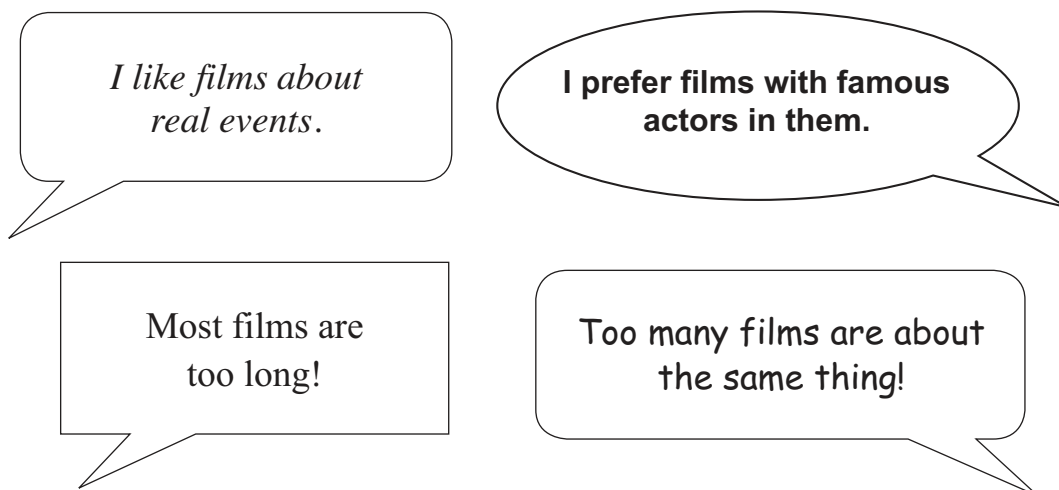 I like films about
real events.
I prefer films with famous
actors in them.
Most films are
too long!
Too many films are about
the same thing!